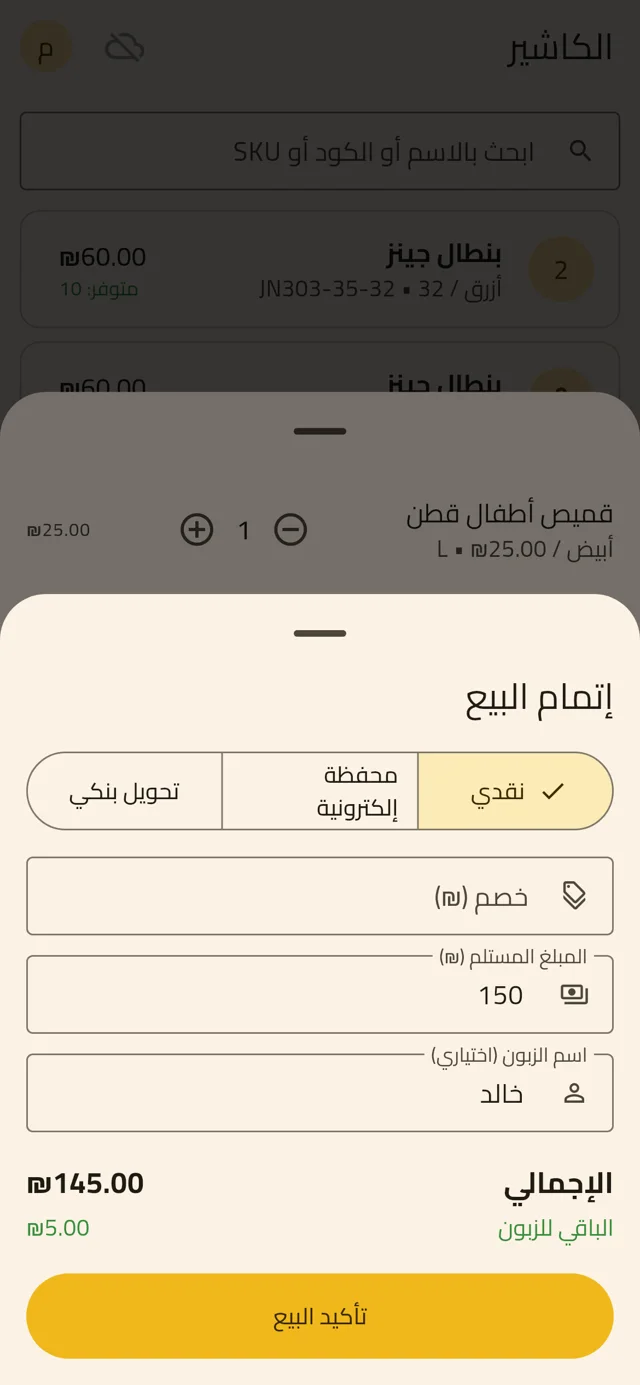 الكاشير
م
ابحث بالاسم أو الكود أو SKU
2
بنطال جينز
₪60.00
أزرق / 32 • JN303-35-32
متوفر: 10
بنطال جينز
₪60.00
قميص أطفال قطن
أبيض / L • ₪25.00
1
₪25.00
إتمام البيع
نقدي
محفظة
إلكترونية
تحويل بنكي
خصم (₪)
المبلغ المستلم (₪)
150
اسم الزبون (اختياري)
خالد
الإجمالي
₪145.00
الباقي للزبون
₪5.00
تأكيد البيع